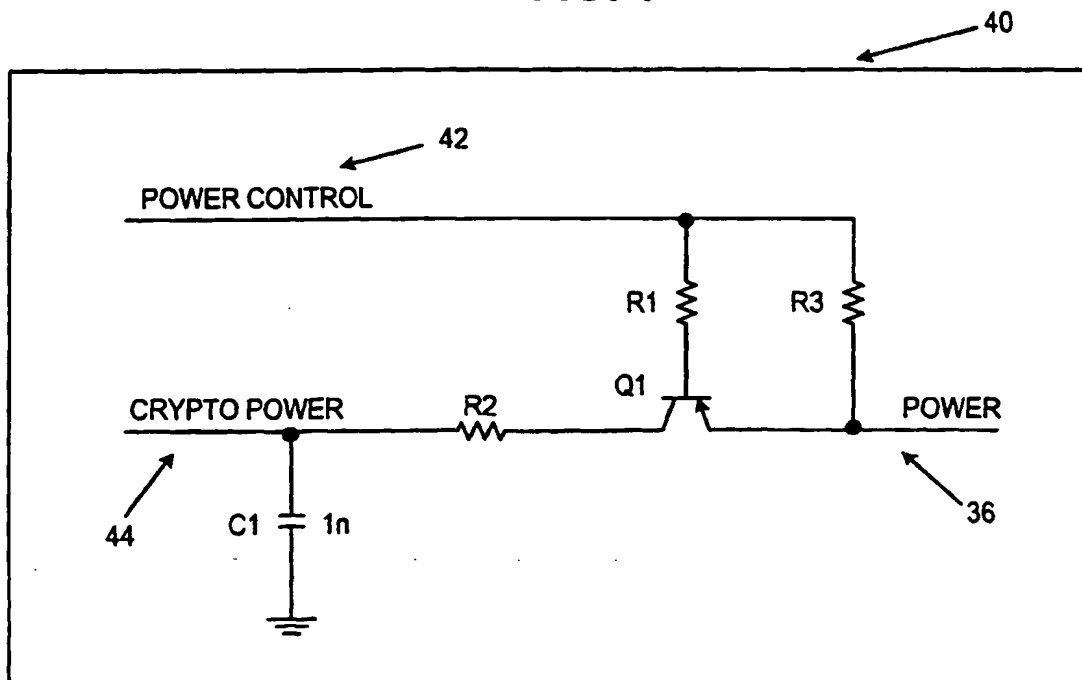 40
42
POWER CONTROL
R1
R3
Q1
CRYPTO POWER
R2
POWER
44
C1 1n
36